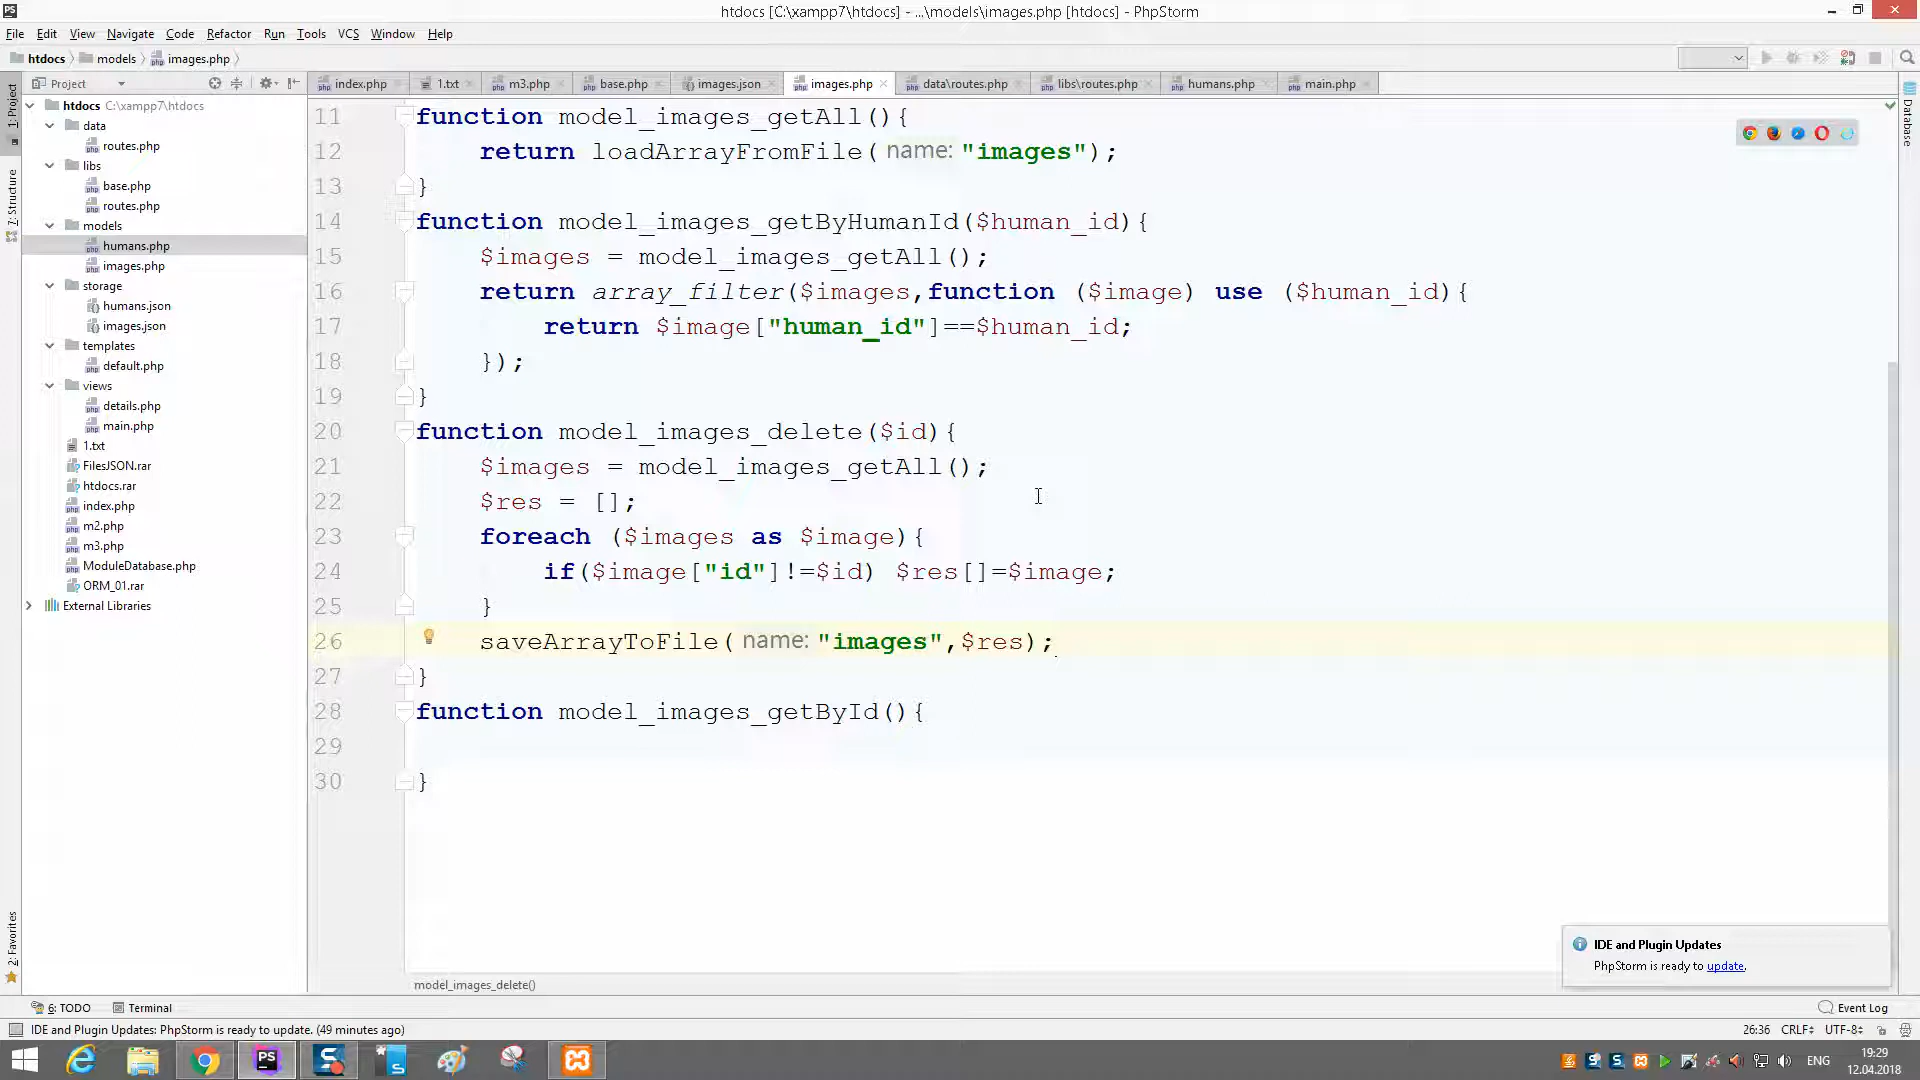 PS
htdocs [C:\xampp7\htdocs] - ...\models\images.php [htdocs] - PhpStorm
File Edit View Navigate Code Refactor Run Tools VCS Window Help
htdocs models images.php
Project
index.php 1.txt m3.php base.php images.json images.php data\routes.php libs\routes.php humans.php main.php
1: Project
7: Structure
2: Favorites
Database
htdocs C:\xampp7\htdocs
data
routes.php
libs
base.php
routes.php
models
humans.php
images.php
storage
humans.json
images.json
templates
default.php
views
details.php
main.php
1.txt
FilesJSON.rar
htdocs.rar
index.php
m2.php
m3.php
ModuleDatabase.php
ORM_01.rar
External Libraries
11 function model_images_getAll(){
12 return loadArrayFromFile( name: "images");
13 }
14 function model_images_getByHumanId($human_id){
15 $images = model_images_getAll();
16 return array_filter($images,function ($image) use ($human_id){
17 return $image["human_id"]==$human_id;
18 });
19 }
20 function model_images_delete($id){
21 $images = model_images_getAll();
22 $res = [];
23 foreach ($images as $image){
24 if($image["id"]!=$id) $res[]=$image;
25 }
26 saveArrayToFile( name: "images",$res);
27 }
28 function model_images_getById(){
29
30 }
model_images_delete()
IDE and Plugin Updates
PhpStorm is ready to update.
6: TODO Terminal Event Log
IDE and Plugin Updates: PhpStorm is ready to update. (49 minutes ago) 26:36 CRLF UTF-8
PS
ENG 19:29
12.04.2018